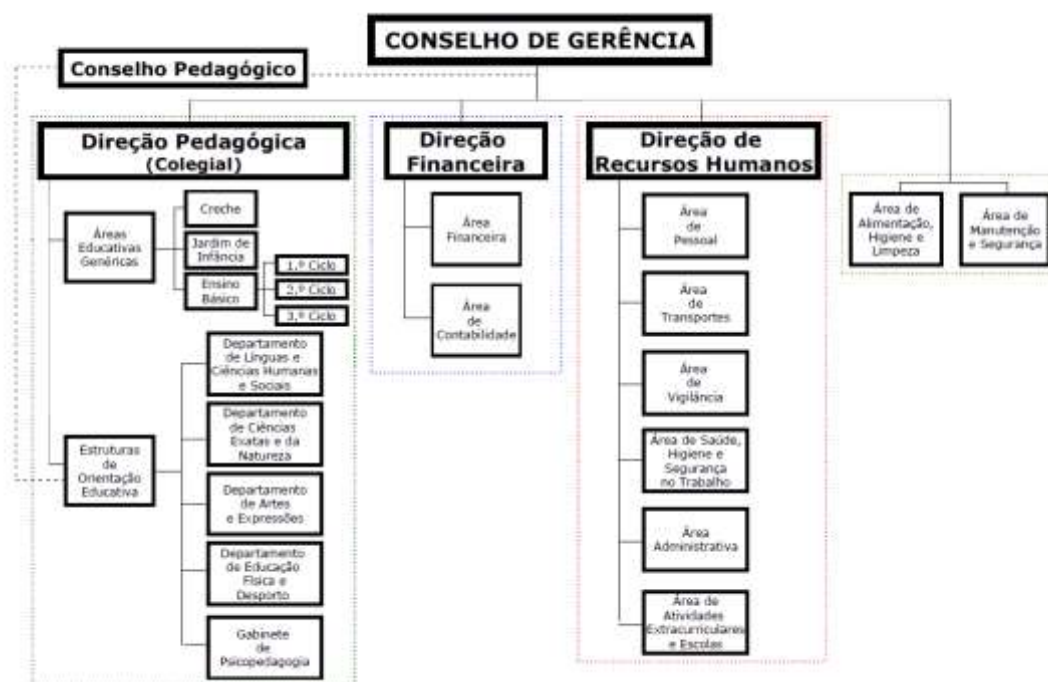 CONSELHO DE GERÊNCIA
Conselho Pedagógico
Direção Pedagógica
(Colegial)
Áreas
Educativas
Genéricas
Creche
Jardim de
Infância
Ensino
Básico
1.º Ciclo
2.º Ciclo
3.º Ciclo
Estruturas
de
Orientação
Educativa
Departamento
de Línguas e
Ciências Humanas
e Sociais
Departamento
de Ciências
Exatas e da
Natureza
Departamento
de Artes
e Expressões
Departamento
de Educação
Física e
Desporto
Gabinete
de
Psicopedagogia
Direção
Financeira
Área
Financeira
Área
de
Contabilidade
Direção de
Recursos Humanos
Área
de
Pessoal
Área
de
Transportes
Área
de
Vigilância
Área de Saúde,
Higiene e
Segurança
no Trabalho
Área
Administrativa
Área de
Atividades
Extracurriculares
e Escolas
Área de
Alimentação,
Higiene e
Limpeza
Área de
Manutenção
e Segurança